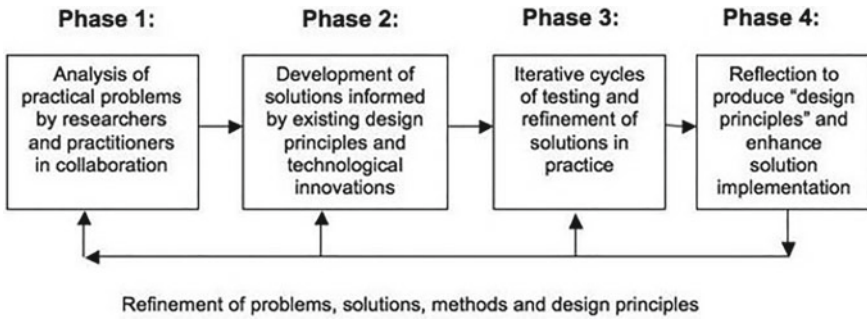 Phase 1:
Phase 2:
Phase 3:
Phase 4:
Analysis of
practical problems
by researchers
and practitioners
in collaboration
Development of
solutions informed
by existing design
principles and
technological
innovations
Iterative cycles
of testing and
refinement of
solutions in
practice
Reflection to
produce “design
principles” and
enhance
solution
implementation
Refinement of problems, solutions, methods and design principles